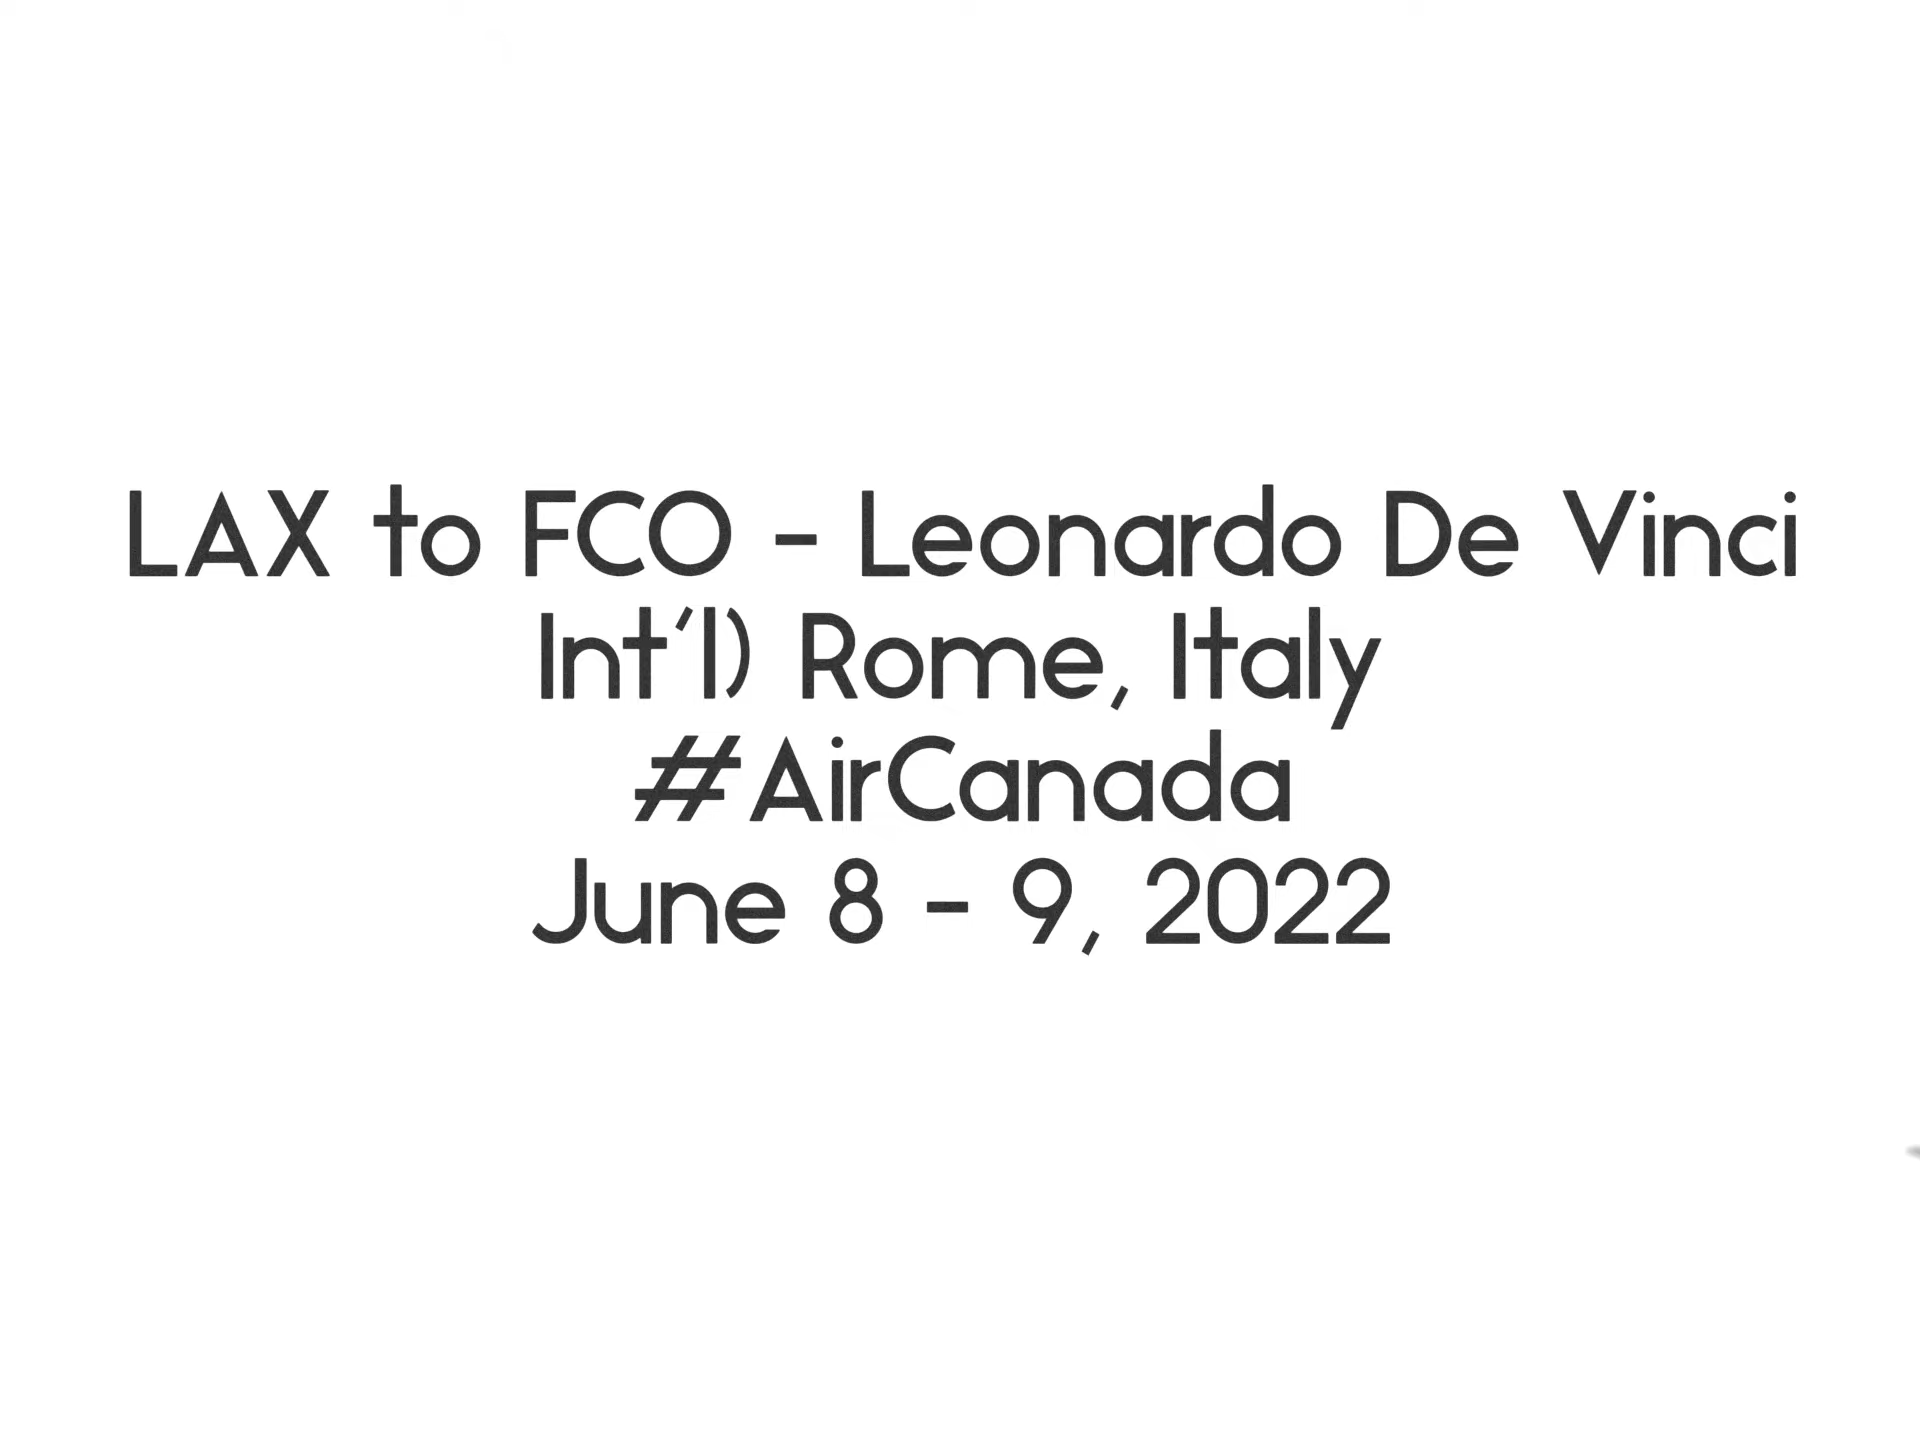 LAX to FCO - Leonardo De Vinci
Int'l) Rome, Italy
#AirCanada
June 8 - 9, 2022